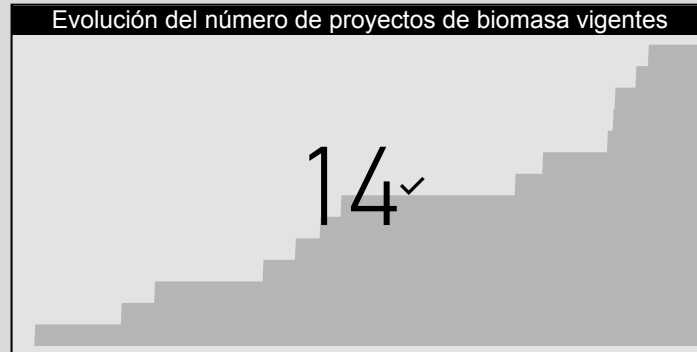 Evolución del número de proyectos de biomasa vigentes
14✓